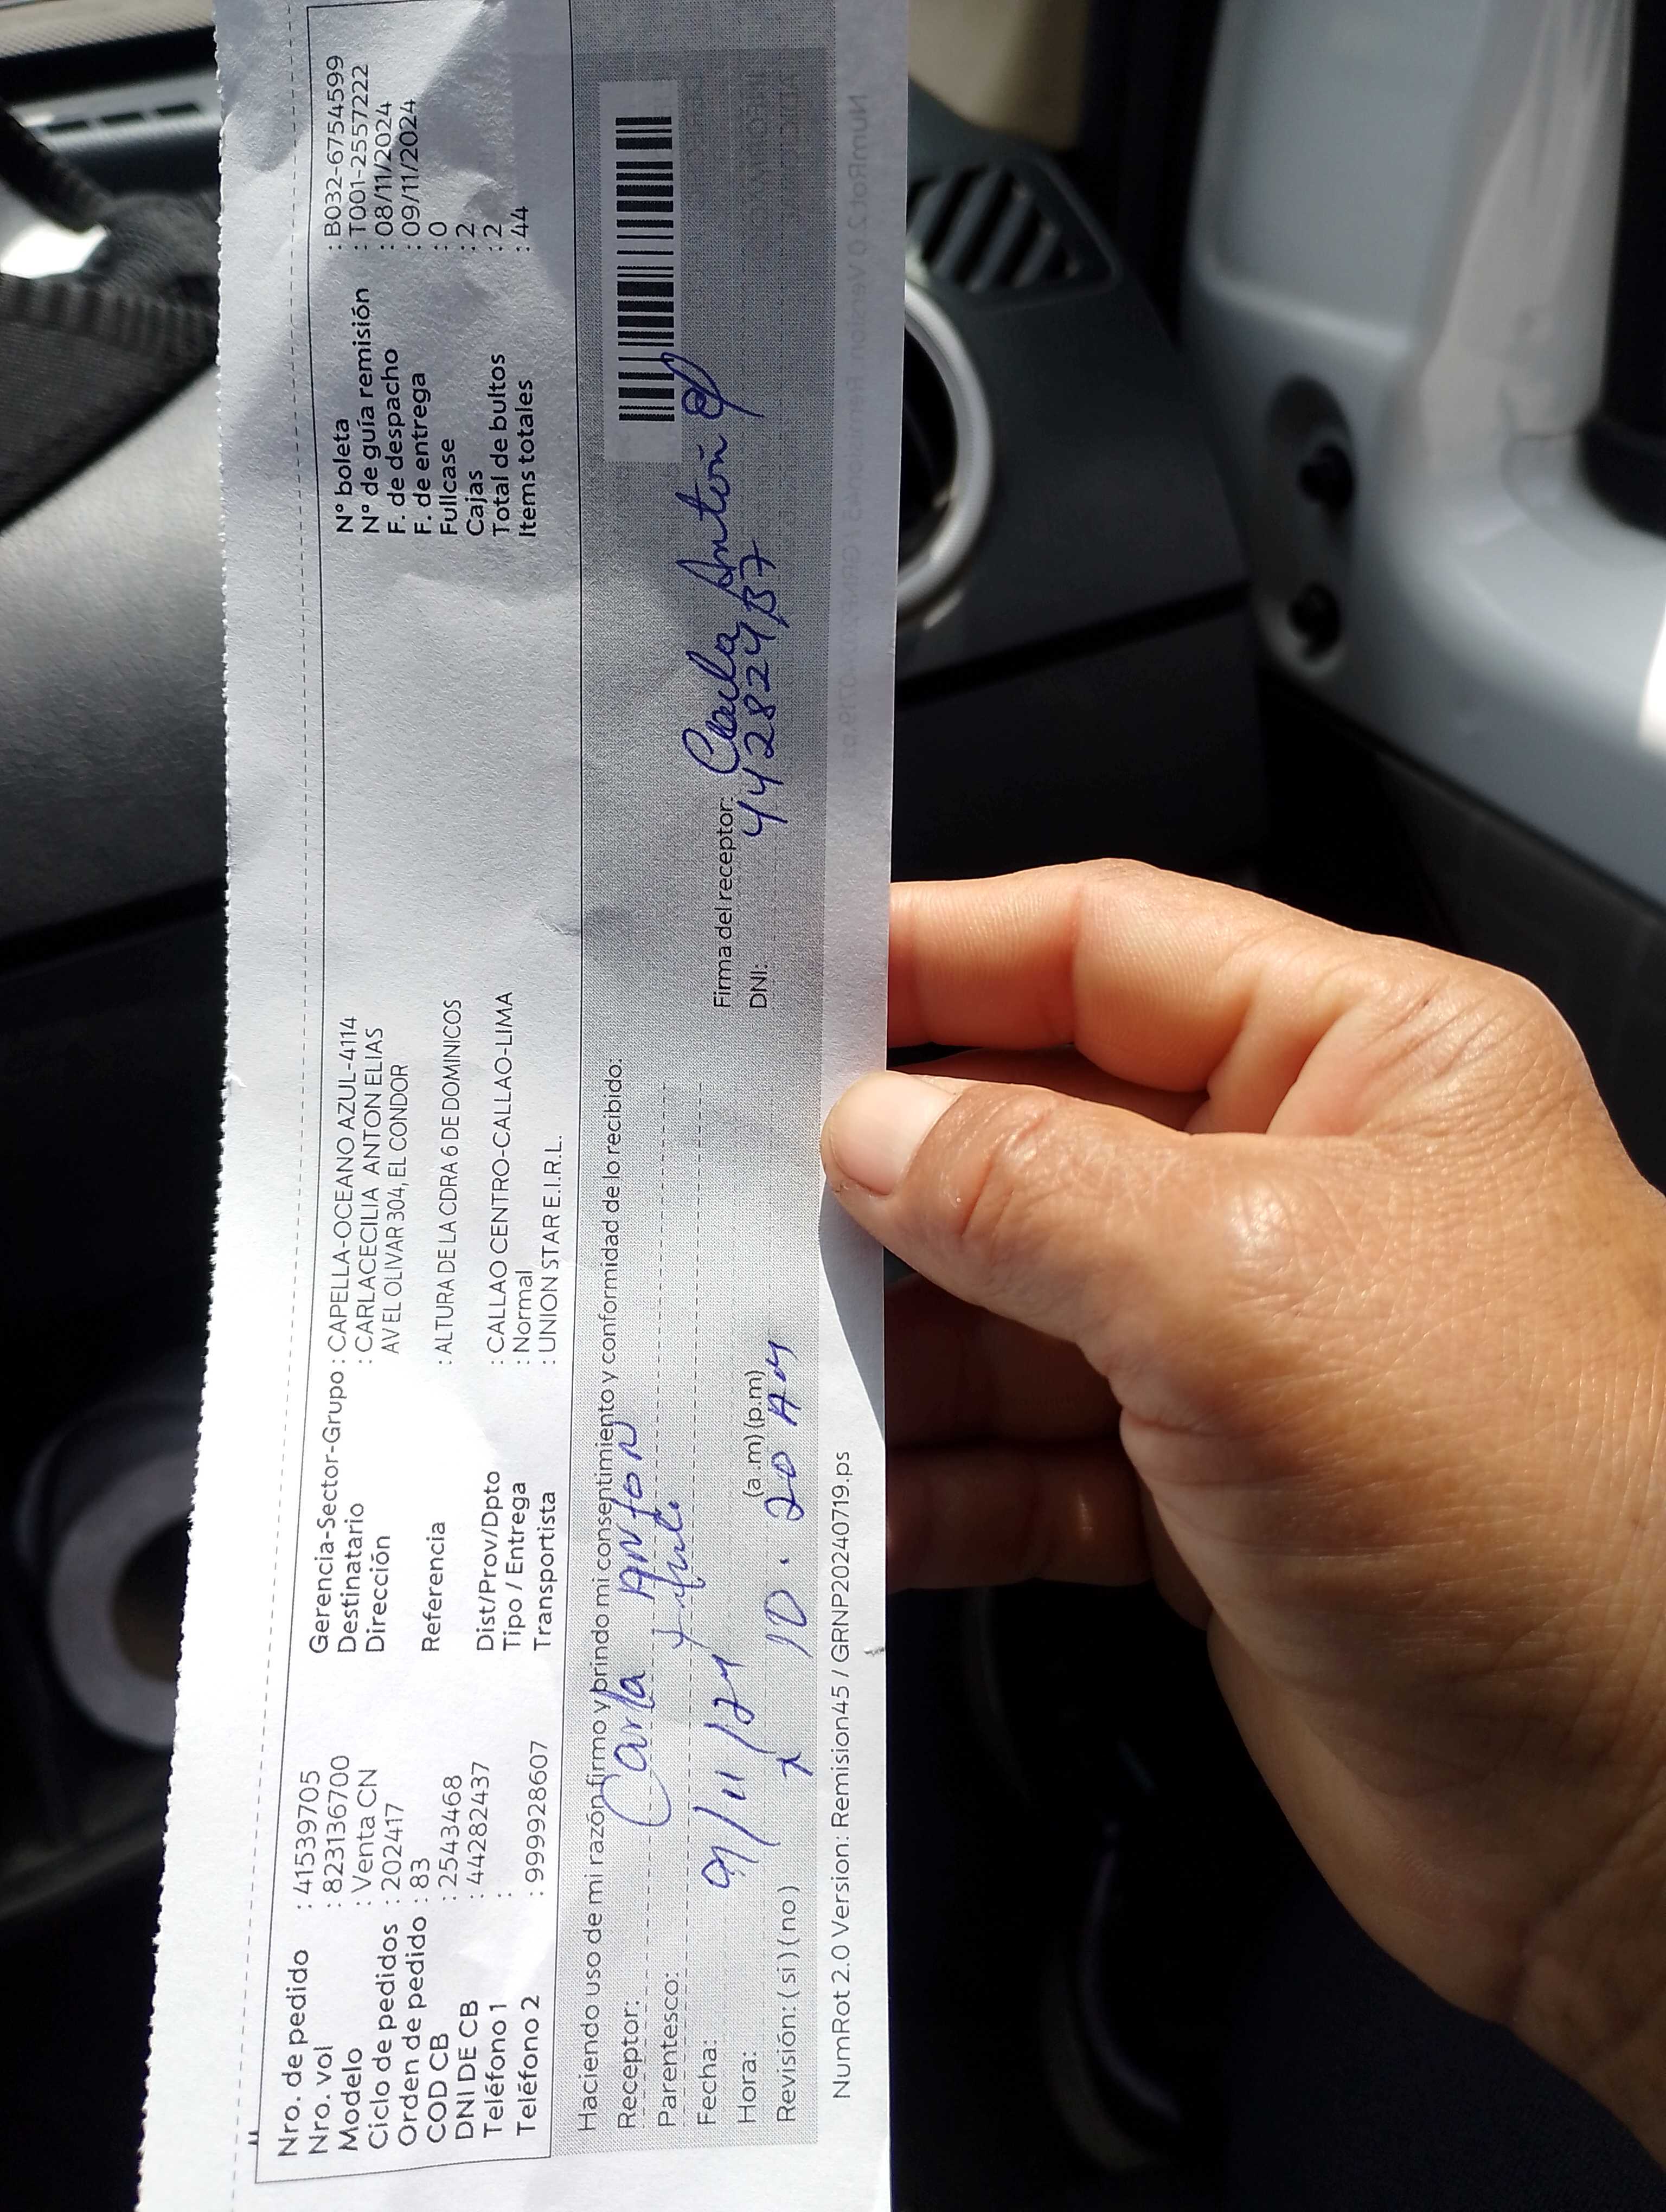 Nro. de pedido : 41539705
Nro. vol : 823136700
Modelo : Venta CN
Ciclo de pedidos : 202417
Orden de pedido : 83
COD CB : 2543468
DNI DE CB : 44282437
Teléfono 1 :
Teléfono 2 : 999928607
Gerencia-Sector-Grupo : CAPELLA-OCEANO AZUL-4114
Destinatario : CARLACECILIA ANTON ELIAS
Dirección AV EL OLIVAR 304, EL CONDOR
Referencia : ALTURA DE LA CDRA 6 DE DOMINICOS
Dist/Prov/Dpto : CALLAO CENTRO-CALLAO-LIMA
Tipo / Entrega : Normal
Transportista : UNION STAR E.I.R.L.
N° boleta : B032-67554599
N° de guía remisión : T001-2557222
F. de despacho : 08/11/2024
F. de entrega : 09/11/2024
Fullcase : 0
Cajas : 2
Total de bultos : 2
Items totales : 44
Haciendo uso de mi razón firmo y brindo mi consentimiento y conformidad de lo recibido:
Receptor: Carla Anton
Parentesco:
Fecha: 09/11/24
Hora: 10.20 AM (a.m) (p.m)
Revisión: ( si ) ( no )
Firma del receptor: Carla Anton
DNI: 44282437
NumRot 2.0 Version: Remision45 / GRNP20240719.ps